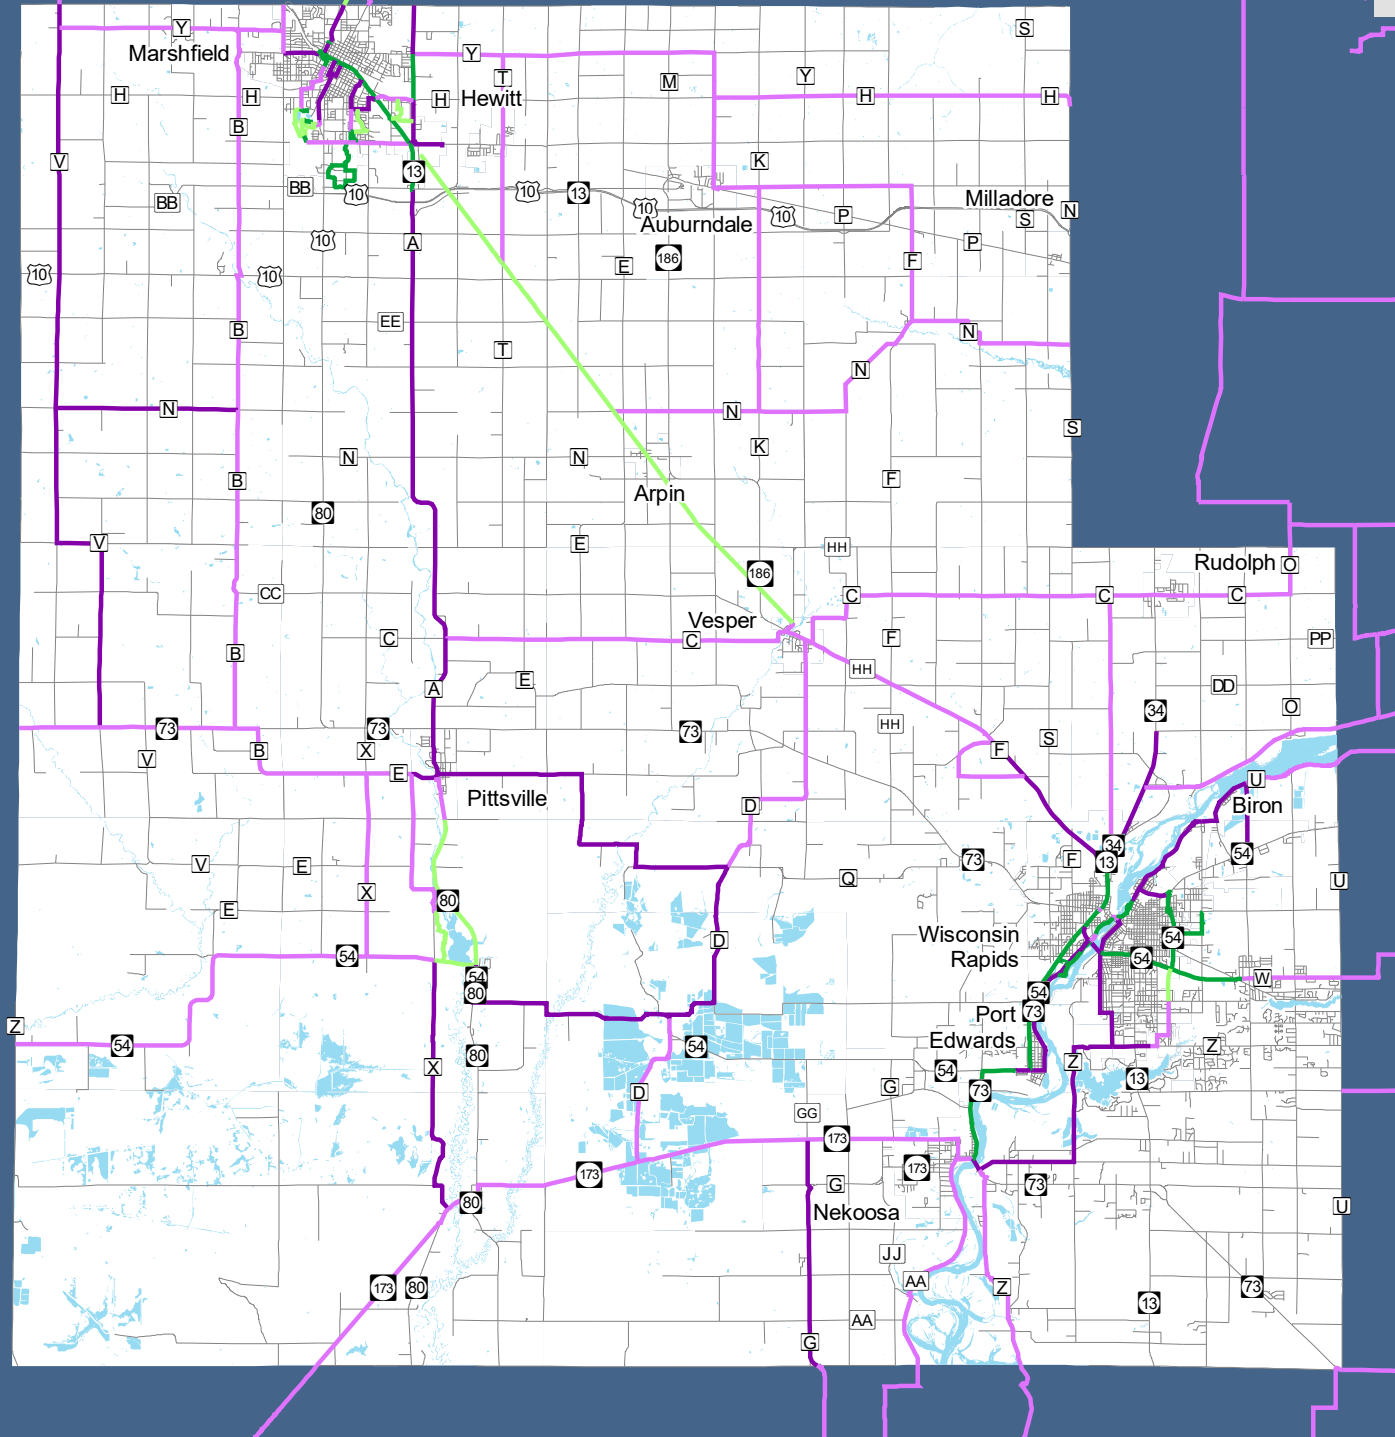 Y
S
Marshfield
Y
T
M
Y
H
H
H
Hewitt
H
H
B
V
K
13
BB
10
10
13
BB
10
Auburndale
10
P
Milladore
S
N
10
A
P
E
186
F
10
10
B
EE
N
T
N
N
N
S
N
N
K
B
F
Arpin
80
V
E
HH
186
Rudolph
O
CC
C
C
C
Vesper
C
C
F
PP
B
HH
E
A
DD
O
34
73
73
73
HH
S
V
B
X
F
E
U
Pittsville
D
Biron
34
13
54
V
E
73
F
Q
U
X
80
E
Wisconsin
Rapids
D
54
54
54
54
80
W
54
73
Port
Edwards
Z
54
80
54
Z
X
Z
54
13
D
G
73
GG
173
173
173
G
73
80
Nekoosa
U
JJ
AA
173
80
Z
73
13
AA
G